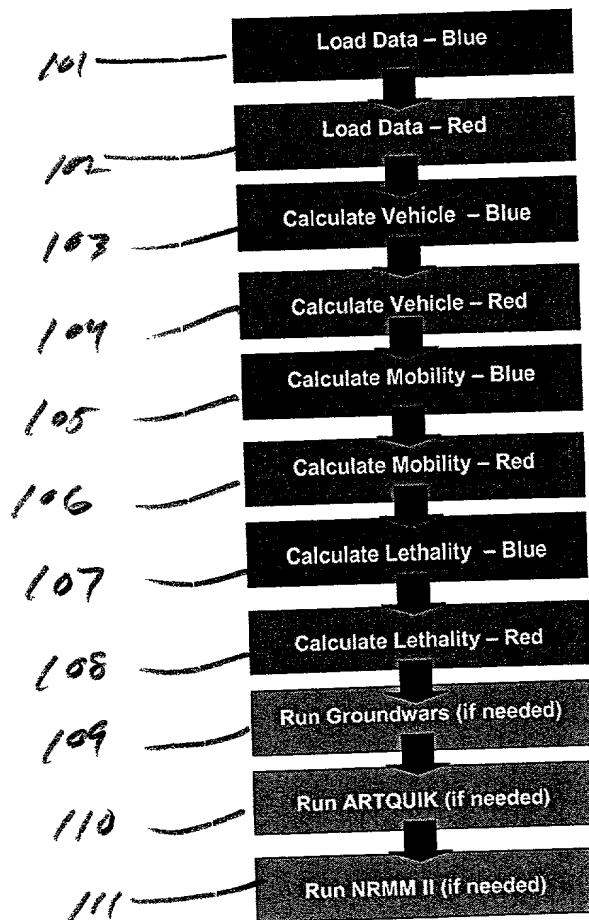 Load Data – Blue
101
Load Data – Red
102
Calculate Vehicle – Blue
103
Calculate Vehicle – Red
104
Calculate Mobility – Blue
105
Calculate Mobility – Red
106
Calculate Lethality – Blue
107
Calculate Lethality – Red
108
Run Groundwars (if needed)
109
Run ARTQUIK (if needed)
110
Run NRMM II (if needed)
111